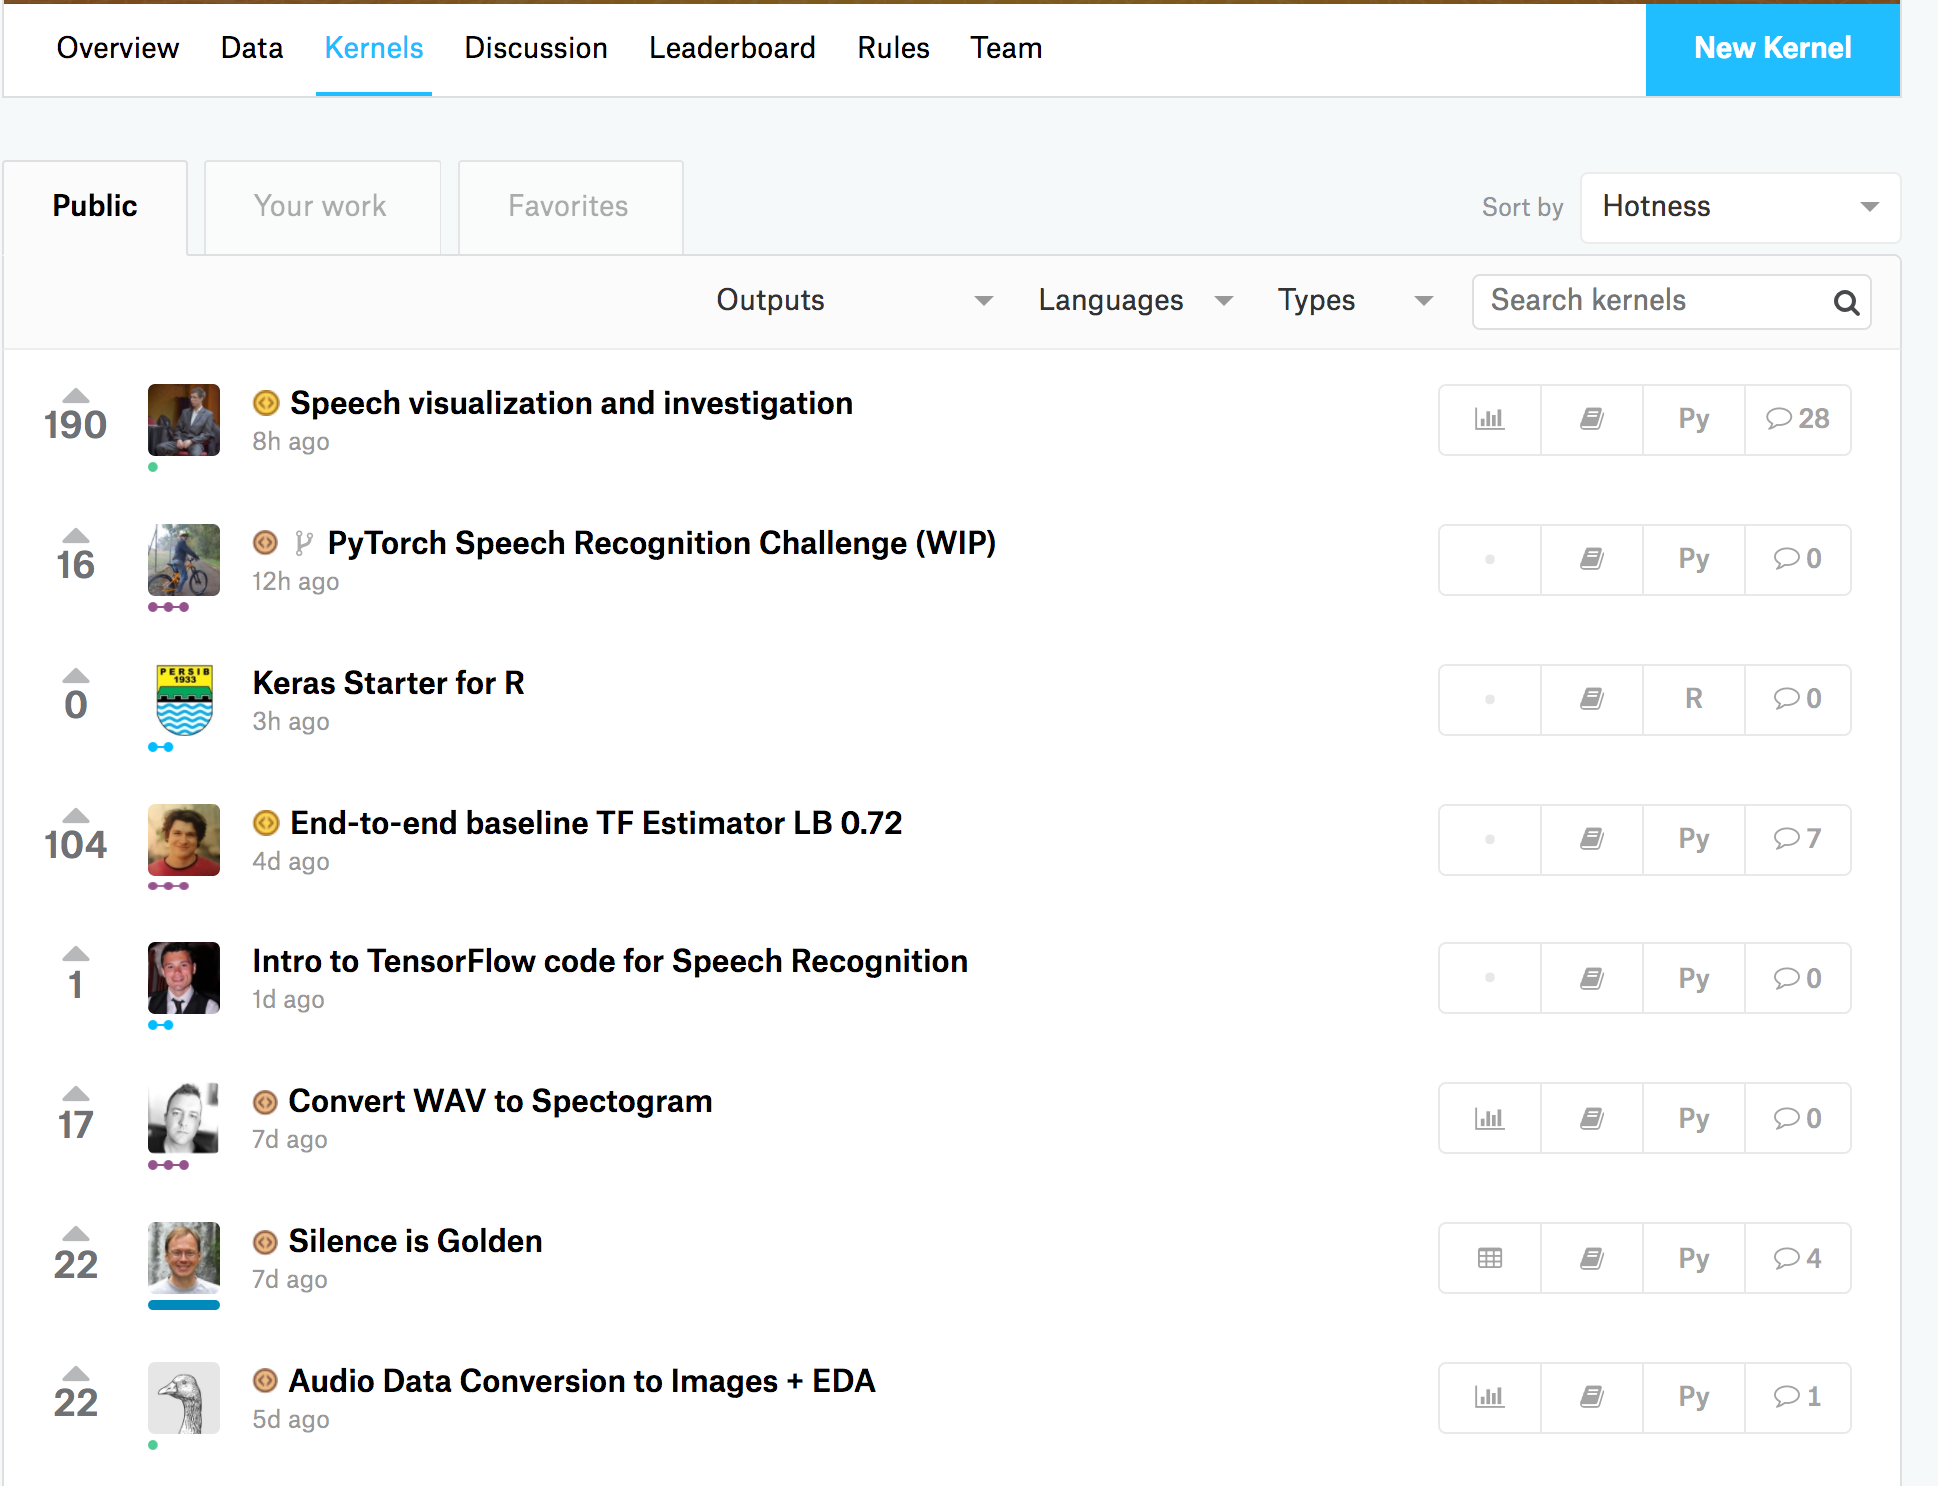 Overview Data Kernels Discussion Leaderboard Rules Team New Kernel
Public Your work Favorites Sort by Hotness
Outputs Languages Types Search kernels
190 Speech visualization and investigation Py 28
8h ago
16 PyTorch Speech Recognition Challenge (WIP) Py 0
12h ago
PERSIB
1933
0 Keras Starter for R R 0
3h ago
104 End-to-end baseline TF Estimator LB 0.72 Py 7
4d ago
1 Intro to TensorFlow code for Speech Recognition Py 0
1d ago
17 Convert WAV to Spectogram Py 0
7d ago
22 Silence is Golden Py 4
7d ago
22 Audio Data Conversion to Images + EDA Py 1
5d ago